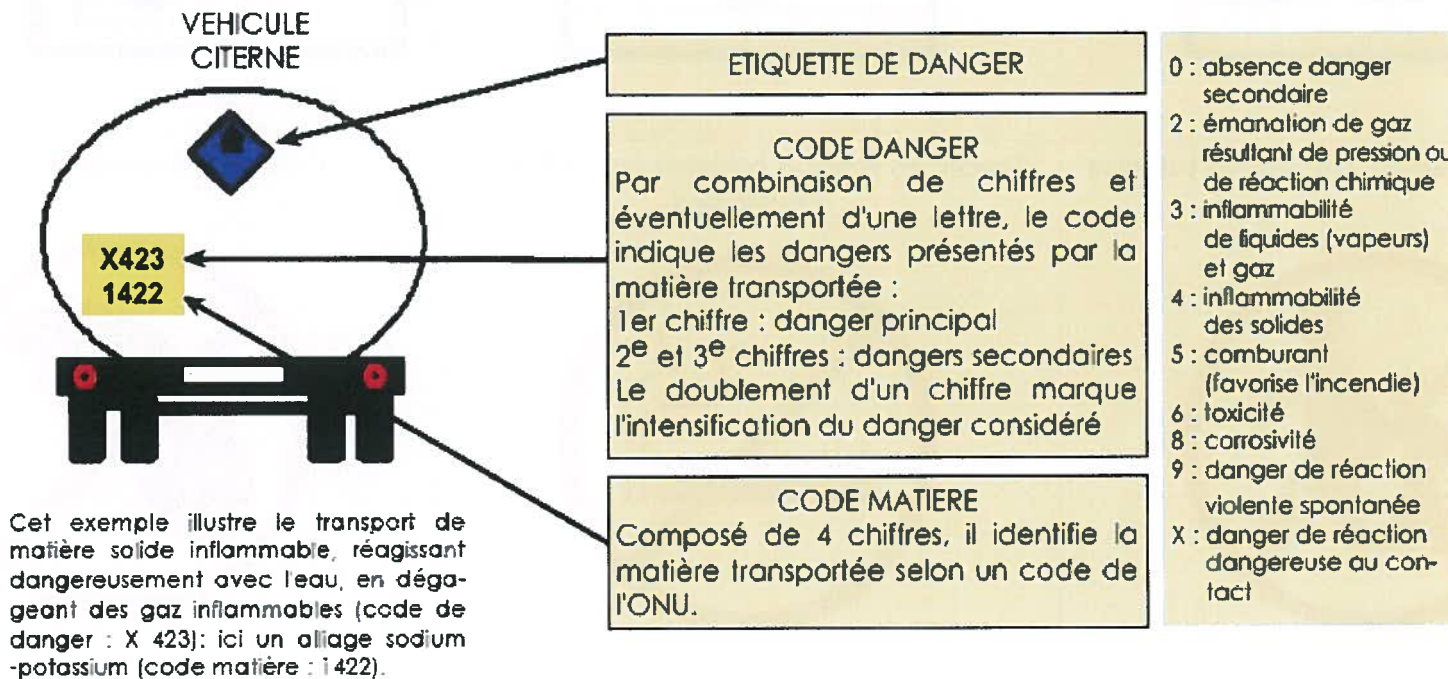 VEHICULE
CITERNE
X423
1422
Cet exemple illustre le transport de
matière solide inflammable, réagissant
dangereusement avec l'eau, en déga-
geant des gaz inflammables (code de
danger : X 423): ici un alliage sodium
-potassium (code matière : 1422).
ETIQUETTE DE DANGER
CODE DANGER
Par combinaison de chiffres et
éventuellement d'une lettre, le code
indique les dangers présentés par la
matière transportée :
1er chiffre : danger principal
2e et 3e chiffres : dangers secondaires
Le doublement d'un chiffre marque
l'intensification du danger considéré
CODE MATIERE
Composé de 4 chiffres, il identifie la
matière transportée selon un code de
l'ONU.
0 : absence danger
secondaire
2 : émanation de gaz
résultant de pression ou
de réaction chimique
3 : inflammabilité
de liquides (vapeurs)
et gaz
4 : inflammabilité
des solides
5 : comburant
(favorise l'incendie)
6 : toxicité
8 : corrosivité
9 : danger de réaction
violente spontanée
X : danger de réaction
dangereuse au con-
tact